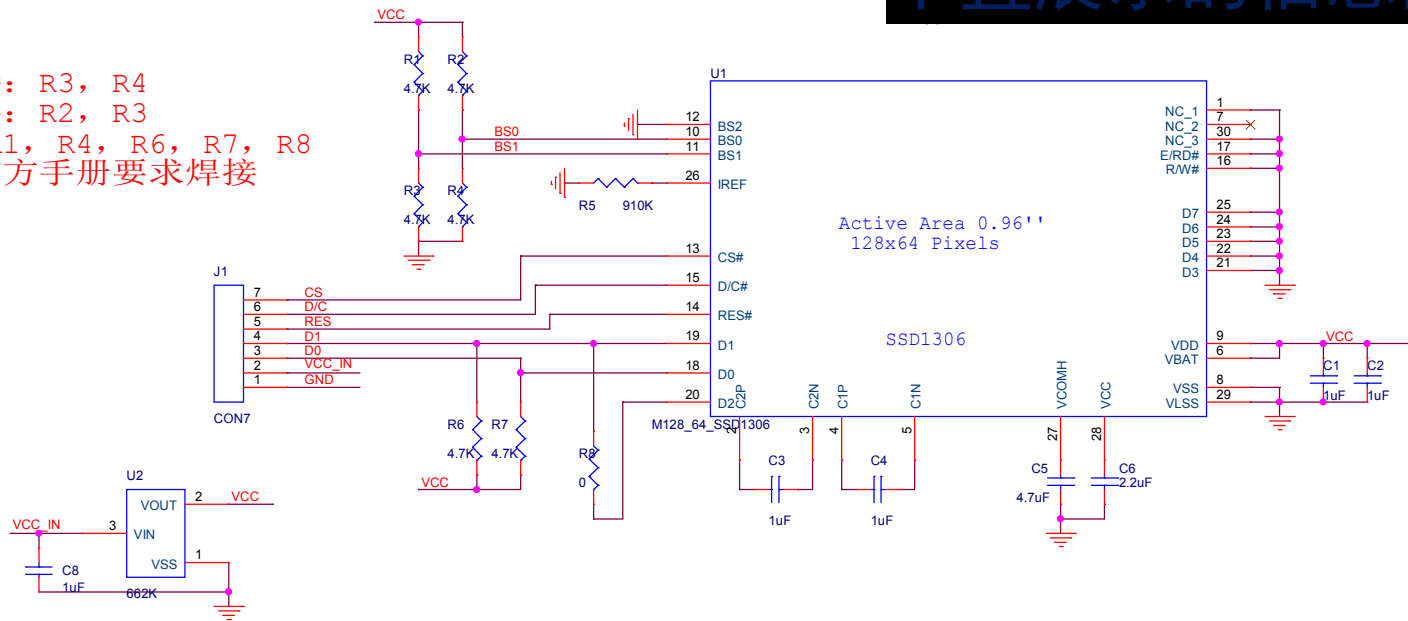 VCC
: R3, R4
: R2, R3
1, R4, R6, R7, R8
方手册要求焊接
R1
4.7K
R2
4.7K
R3
4.7K
R4
4.7K
BS0
BS1
R5 910K
U1
12 BS2
10 BS0
11 BS1
26 IREF
13 CS#
15 D/C#
14 RES#
19 D1
18 D0
20 D2
Active Area 0.96''
128x64 Pixels
SSD1306
NC_1 1
NC_2 7
NC_3 30
E/RD# 17
R/W# 16
D7 25
D6 24
D5 23
D4 22
D3 21
VDD 9
VBAT 6
VSS 8
VLSS 29
VCC
C1
1uF
C2
1uF
C2P
C2N
C1P
C1N
VCOMH
VCC
M128_64_SSD1306
2
3
4
5
27
28
C3
1uF
C4
1uF
C5
4.7uF
C6
2.2uF
J1
7 CS
6 D/C
5 RES
4 D1
3 D0
2 VCC_IN
1 GND
CON7
R6
4.7K
R7
4.7K
R8
0
VCC
U2
VOUT 2 VCC
VCC_IN 3 VIN
VSS 1
662K
C8
1uF